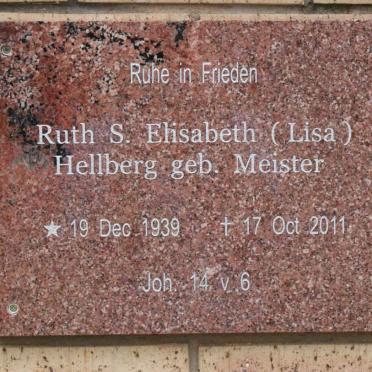 Ruhe in Frieden
Ruth S. Elisabeth (Lisa)
Hellberg geb. Meister
★ 19 Dec 1939 † 17 Oct 2011
Joh. 14 v. 6